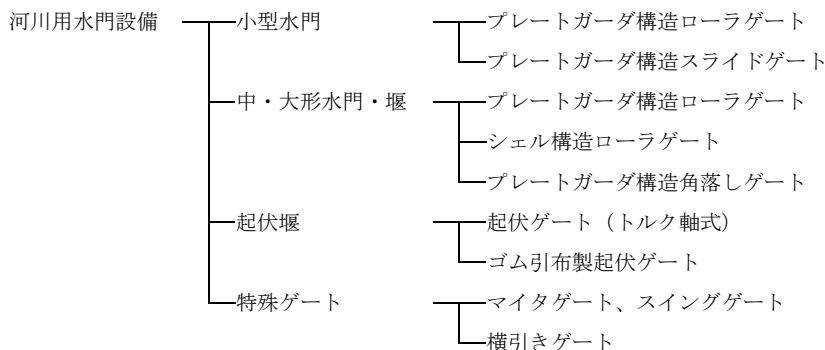 河川用水門設備 小型水門 プレートガーダ構造ローラゲート
プレートガーダ構造スライドゲート
中・大形水門・堰 プレートガーダ構造ローラゲート
シェル構造ローラゲート
プレートガーダ構造角落しゲート
起伏堰 起伏ゲート（トルク軸式）
ゴム引布製起伏ゲート
特殊ゲート マイタゲート、スイングゲート
横引きゲート